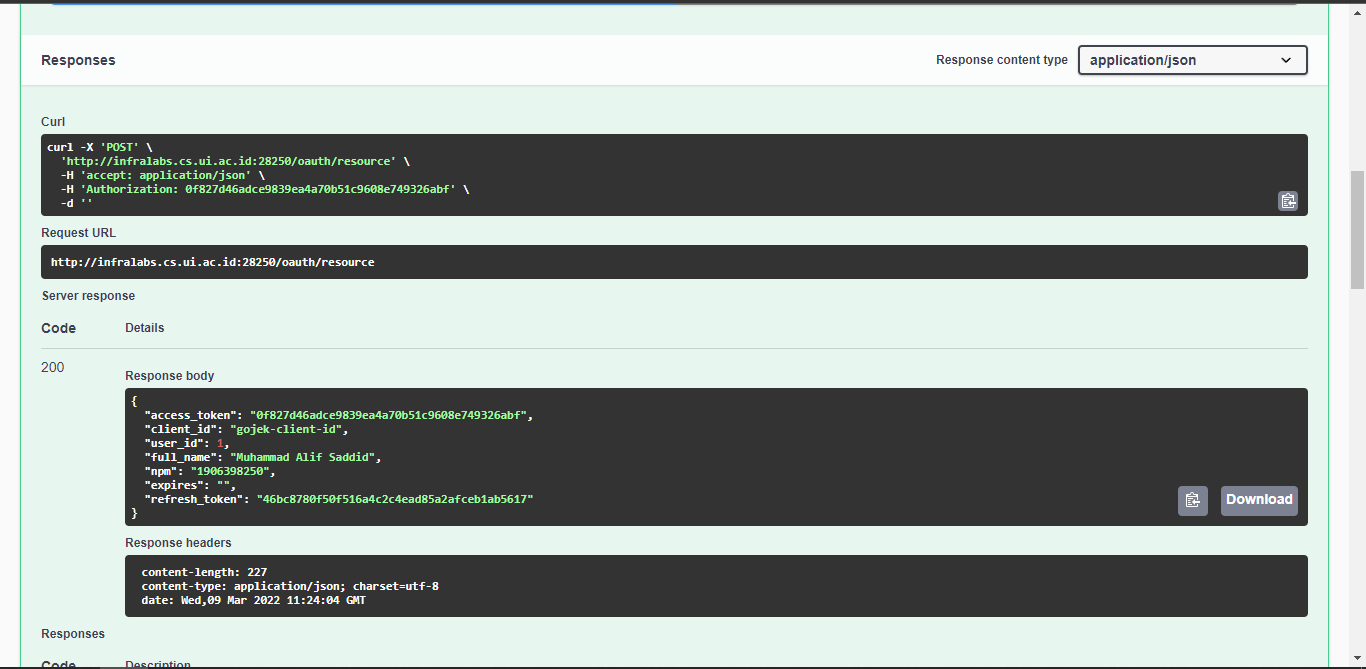 Responses
Response content type application/json
Curl
curl -X 'POST' \
'http://infralabs.cs.ui.ac.id:28250/oauth/resource' \
-H 'accept: application/json' \
-H 'Authorization: 0f827d46adce9839ea4a70b51c9608e749326abf' \
-d ''
Request URL
http://infralabs.cs.ui.ac.id:28250/oauth/resource
Server response
Code Details
200
Response body
{
"access_token": "0f827d46adce9839ea4a70b51c9608e749326abf",
"client_id": "gojek-client-id",
"user_id": 1,
"full_name": "Muhammad Alif Saddid",
"npm": "1906398250",
"expires": "",
"refresh_token": "46bc8780f50f516a4c2c4ead85a2afceb1ab5617"
}
Download
Response headers
content-length: 227
content-type: application/json; charset=utf-8
date: Wed,09 Mar 2022 11:24:04 GMT
Responses
Code Description